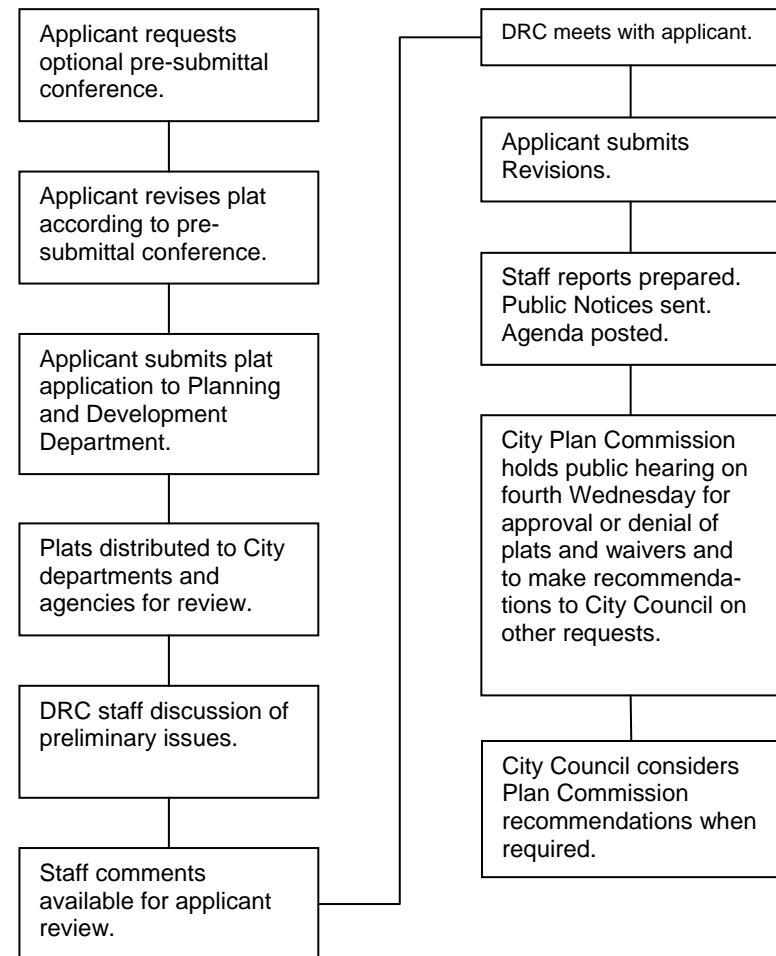 Applicant requests
optional pre-submittal
conference.
Applicant revises plat
according to pre-
submittal conference.
Applicant submits plat
application to Planning
and Development
Department.
Plats distributed to City
departments and
agencies for review.
DRC staff discussion of
preliminary issues.
Staff comments
available for applicant
review.
DRC meets with applicant.
Applicant submits
Revisions.
Staff reports prepared.
Public Notices sent.
Agenda posted.
City Plan Commission
holds public hearing on
fourth Wednesday for
approval or denial of
plats and waivers and
to make recommenda-
tions to City Council on
other requests.
City Council considers
Plan Commission
recommendations when
required.